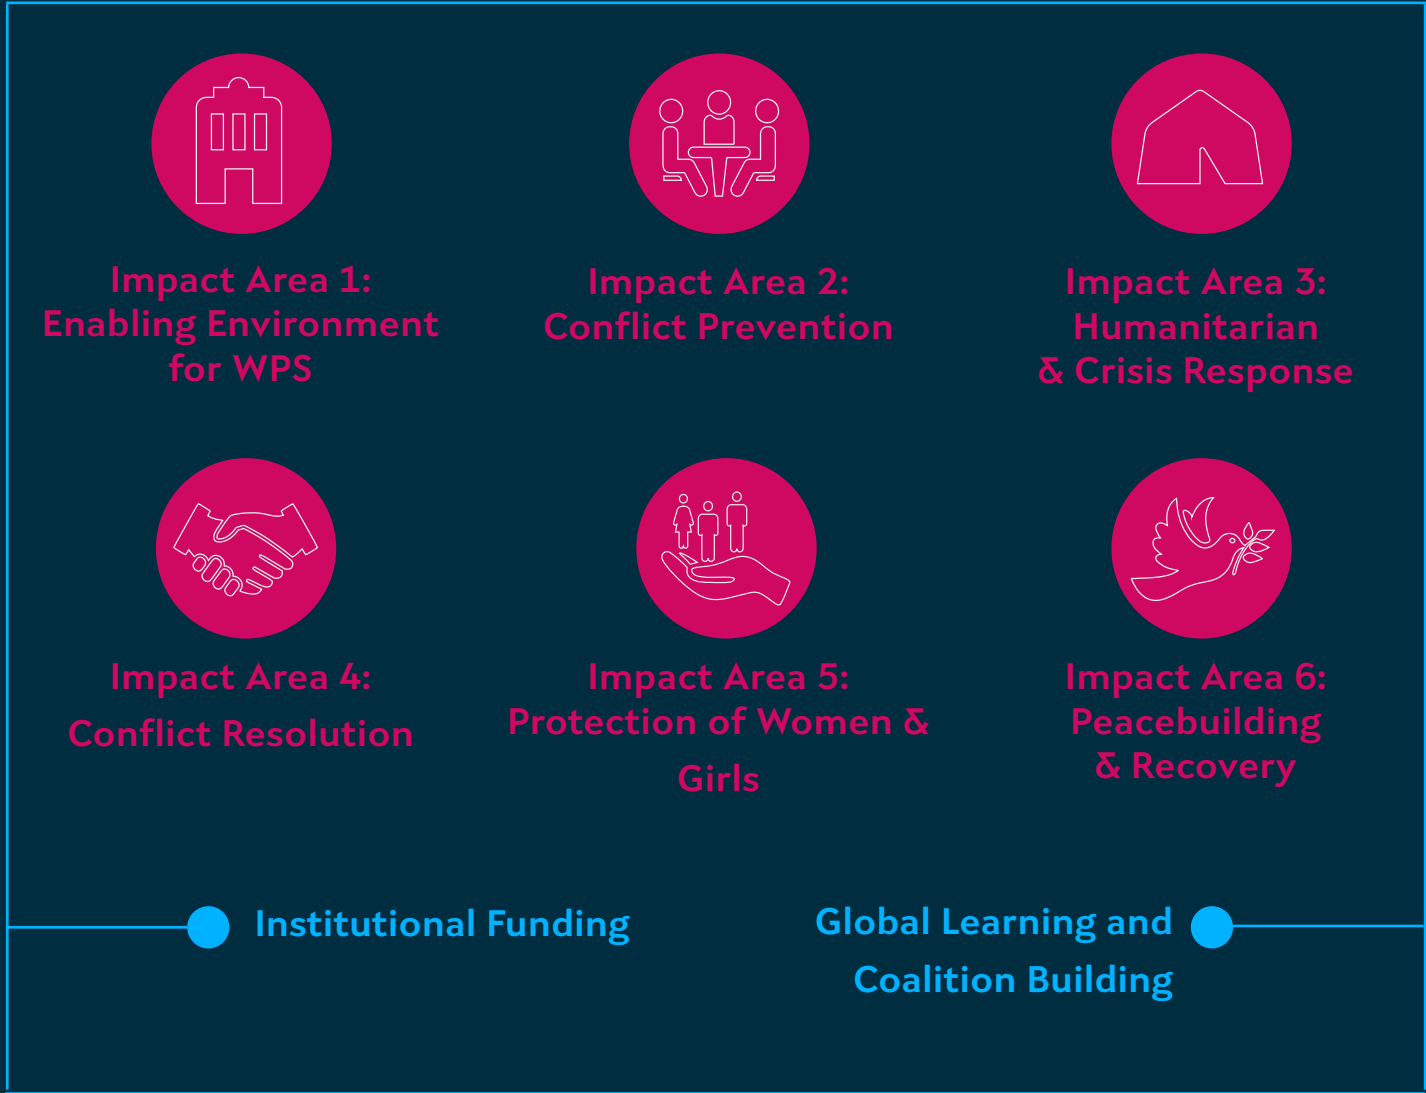 Impact Area 1:
Enabling Environment
for WPS
Impact Area 2:
Conflict Prevention
Impact Area 3:
Humanitarian
& Crisis Response
Impact Area 4:
Conflict Resolution
Impact Area 5:
Protection of Women &
Girls
Impact Area 6:
Peacebuilding
& Recovery
Institutional Funding
Global Learning and
Coalition Building